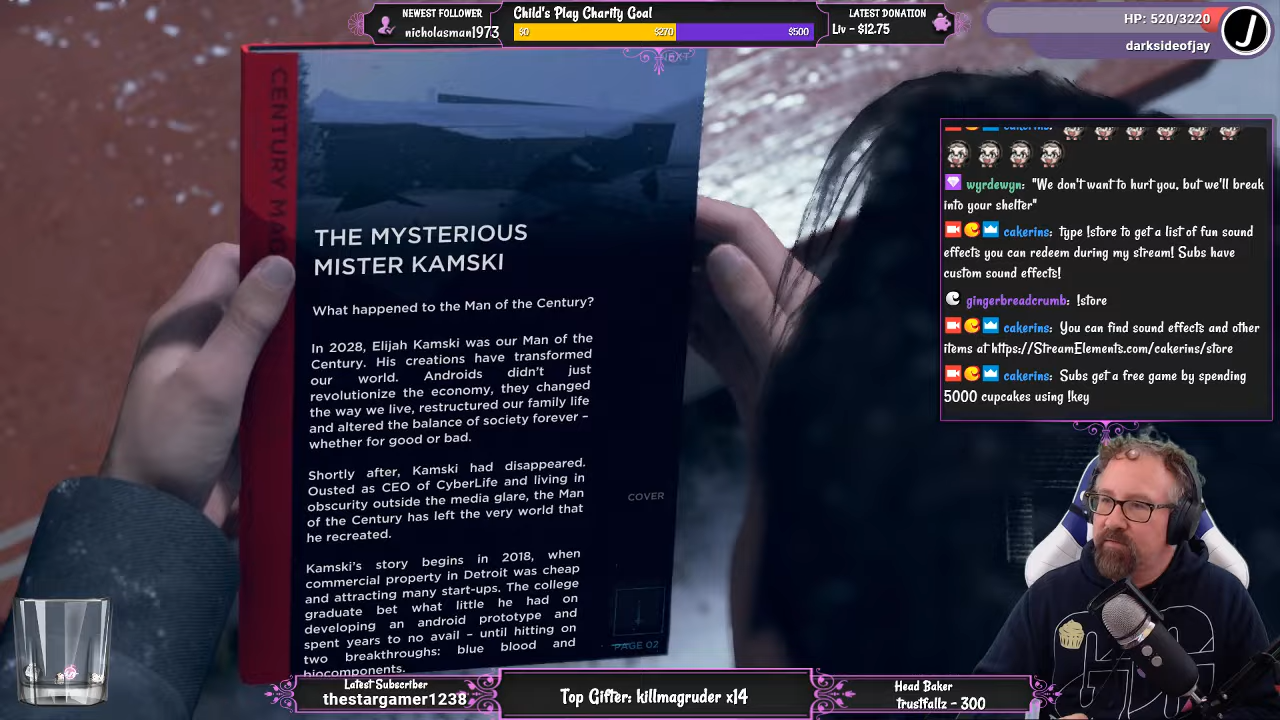 NEWEST FOLLOWER
nicholasman1973
Child's Play Charity Goal
$0
$270
$500
LATEST DONATION
Liv - $12.75
HP: 520/3220
darksideofjay
J
NEXT
CENTURY MAG
THE MYSTERIOUS
MISTER KAMSKI
What happened to the Man of the Century?
In 2028, Elijah Kamski was our Man of the
Century. His creations have transformed
our world. Androids didn't just
revolutionize the economy, they changed
the way we live, restructured our family life
and altered the balance of society forever –
whether for good or bad.
Shortly after, Kamski had disappeared.
Ousted as CEO of CyberLife and living in
obscurity outside the media glare, the Man
of the Century has left the very world that
he recreated.
Kamski's story begins in 2018, when
commercial property in Detroit was cheap
and attracting many start-ups. The college
graduate bet what little he had on
developing an android prototype and
spent years to no avail – until hitting on
two breakthroughs: blue blood and
biocomponents.
COVER
PAGE 02
cakerins:
wyrdewyn: "We don't want to hurt you, but we'll break
into your shelter"
cakerins: type !store to get a list of fun sound
effects you can redeem during my stream! Subs have
custom sound effects!
gingerbreadcrumb: !store
cakerins: You can find sound effects and other
items at https://StreamElements.com/cakerins/store
cakerins: Subs get a free game by spending
5000 cupcakes using !key
Latest Subscriber
thestargamer1238
Top Gifter: killmagruder x14
Head Baker
trustfallz - 300